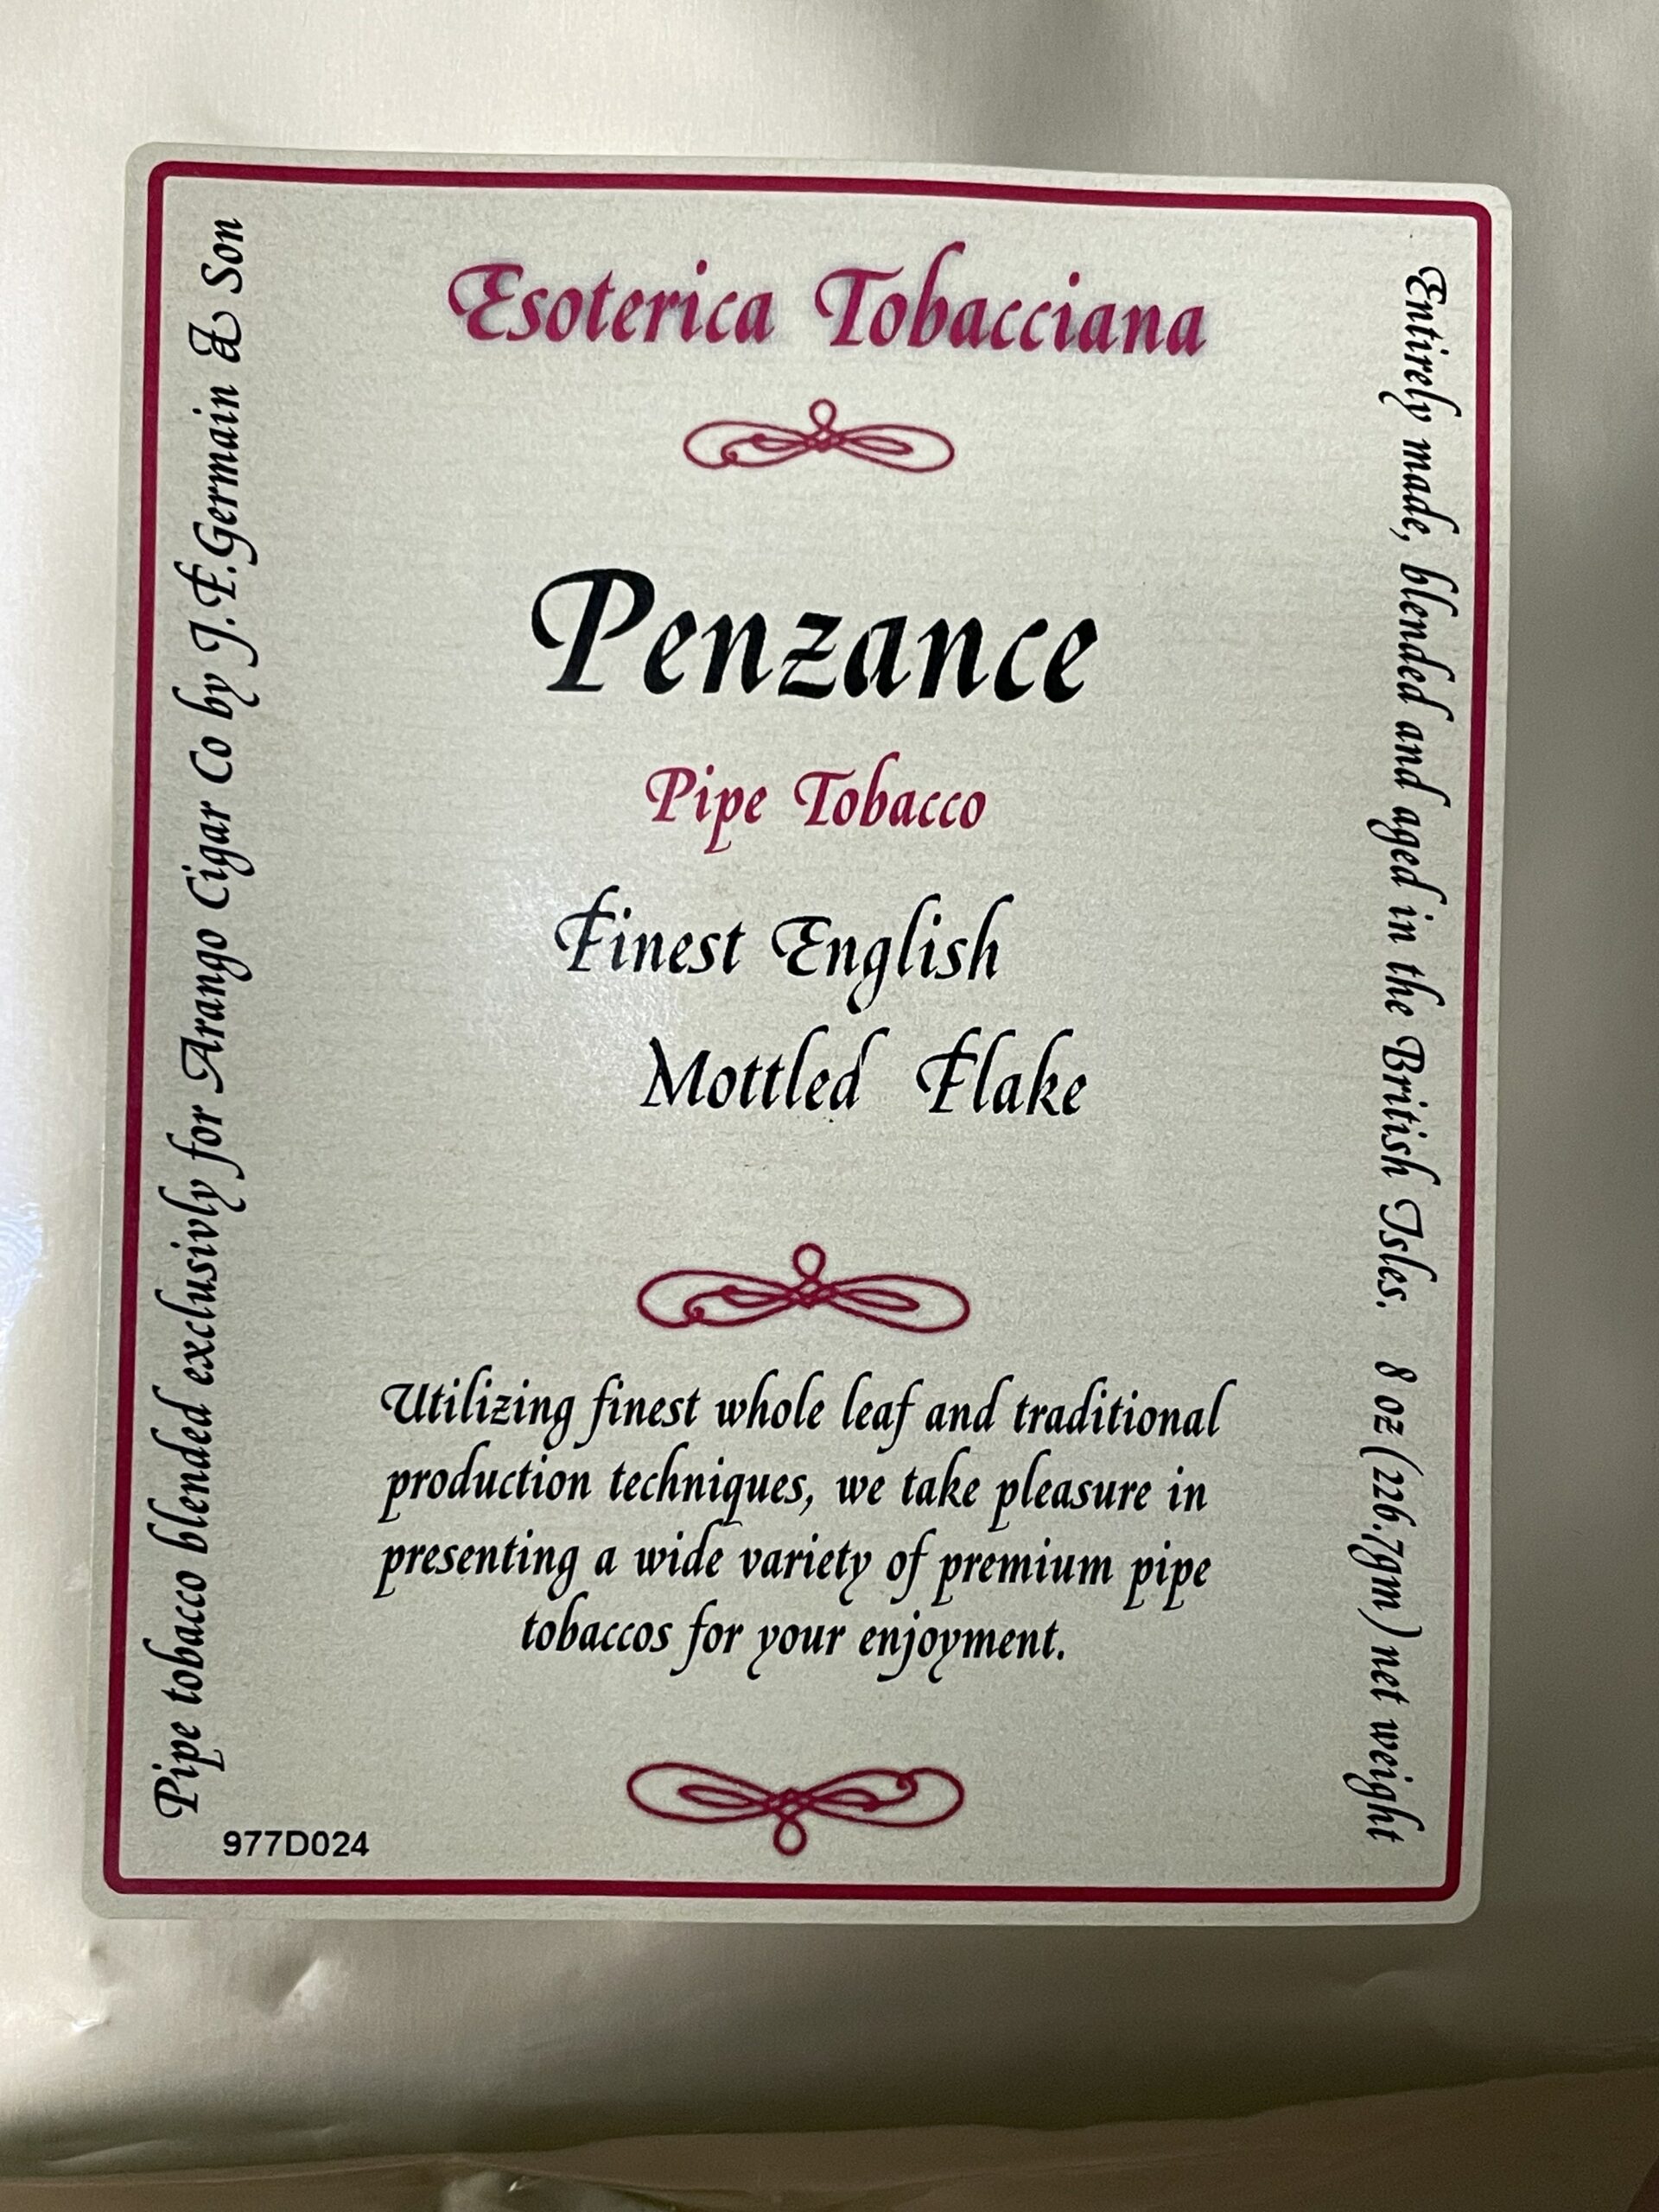 Esoterica Tobacciana
Penzance
Pipe Tobacco
Finest English
Mottled Flake
Utilizing finest whole leaf and traditional
production techniques, we take pleasure in
presenting a wide variety of premium pipe
tobaccos for your enjoyment.
Pipe tobacco blended exclusivly for Arango Cigar Co by J.F.Germain & Son
Entirely made, blended and aged in the British Isles. 8 oz (226.7gm) net weight
977D024